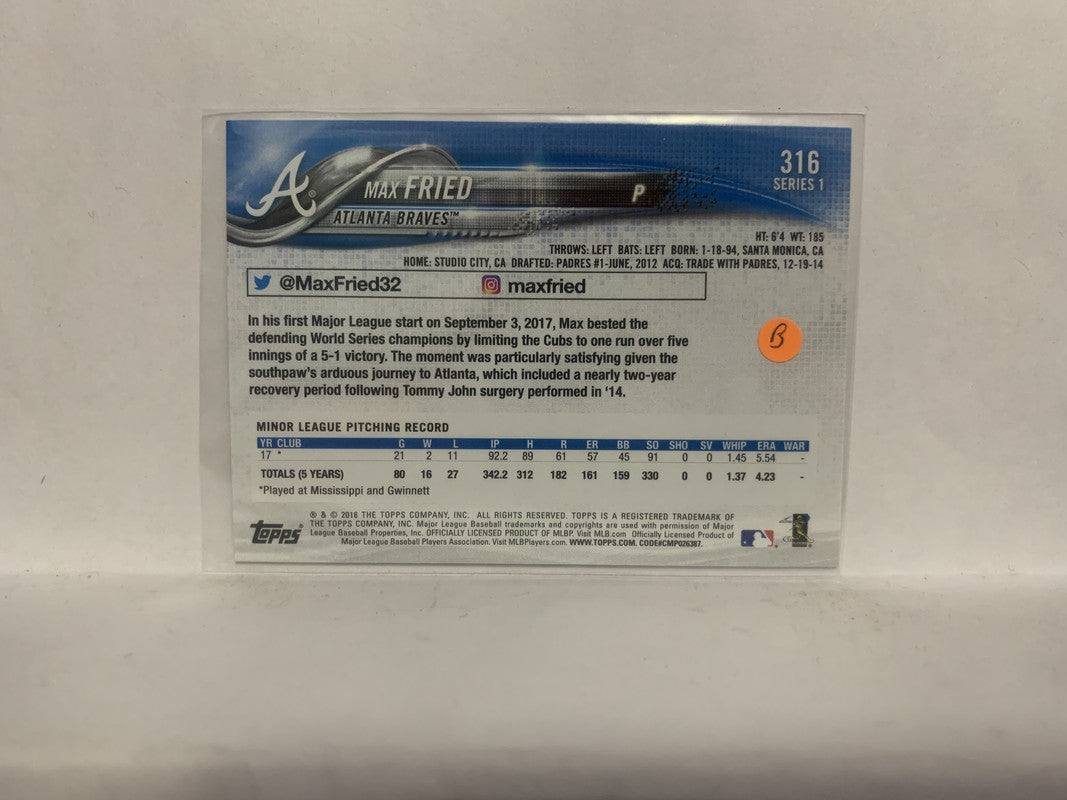 316
SERIES 1
A ®
MAX FRIED P
ATLANTA BRAVES™
HT: 6'4 WT: 185
THROWS: LEFT BATS: LEFT BORN: 1-18-94, SANTA MONICA, CA
HOME: STUDIO CITY, CA DRAFTED: PADRES #1-JUNE, 2012 ACQ: TRADE WITH PADRES, 12-19-14
@MaxFried32 maxfried
In his first Major League start on September 3, 2017, Max bested the
defending World Series champions by limiting the Cubs to one run over five
innings of a 5-1 victory. The moment was particularly satisfying given the
southpaw's arduous journey to Atlanta, which included a nearly two-year
recovery period following Tommy John surgery performed in '14.
B
MINOR LEAGUE PITCHING RECORD
YR CLUB G W L IP H R ER BB SO SHO SV WHIP ERA WAR
17 * 21 2 11 92.2 89 61 57 45 91 0 0 1.45 5.54 -
TOTALS (5 YEARS) 80 16 27 342.2 312 182 161 159 330 0 0 1.37 4.23 -
*Played at Mississippi and Gwinnett
Topps
® & © 2018 THE TOPPS COMPANY, INC. ALL RIGHTS RESERVED. TOPPS IS A REGISTERED TRADEMARK OF
THE TOPPS COMPANY, INC. Major League Baseball trademarks and copyrights are used with permission of Major
League Baseball Properties, Inc. OFFICIALLY LICENSED PRODUCT OF MLBP. Visit MLB.com Officially Licensed Product of
Major League Baseball Players Association. Visit MLBPlayers.com. WWW.TOPPS.COM. CODE#CMP026387.